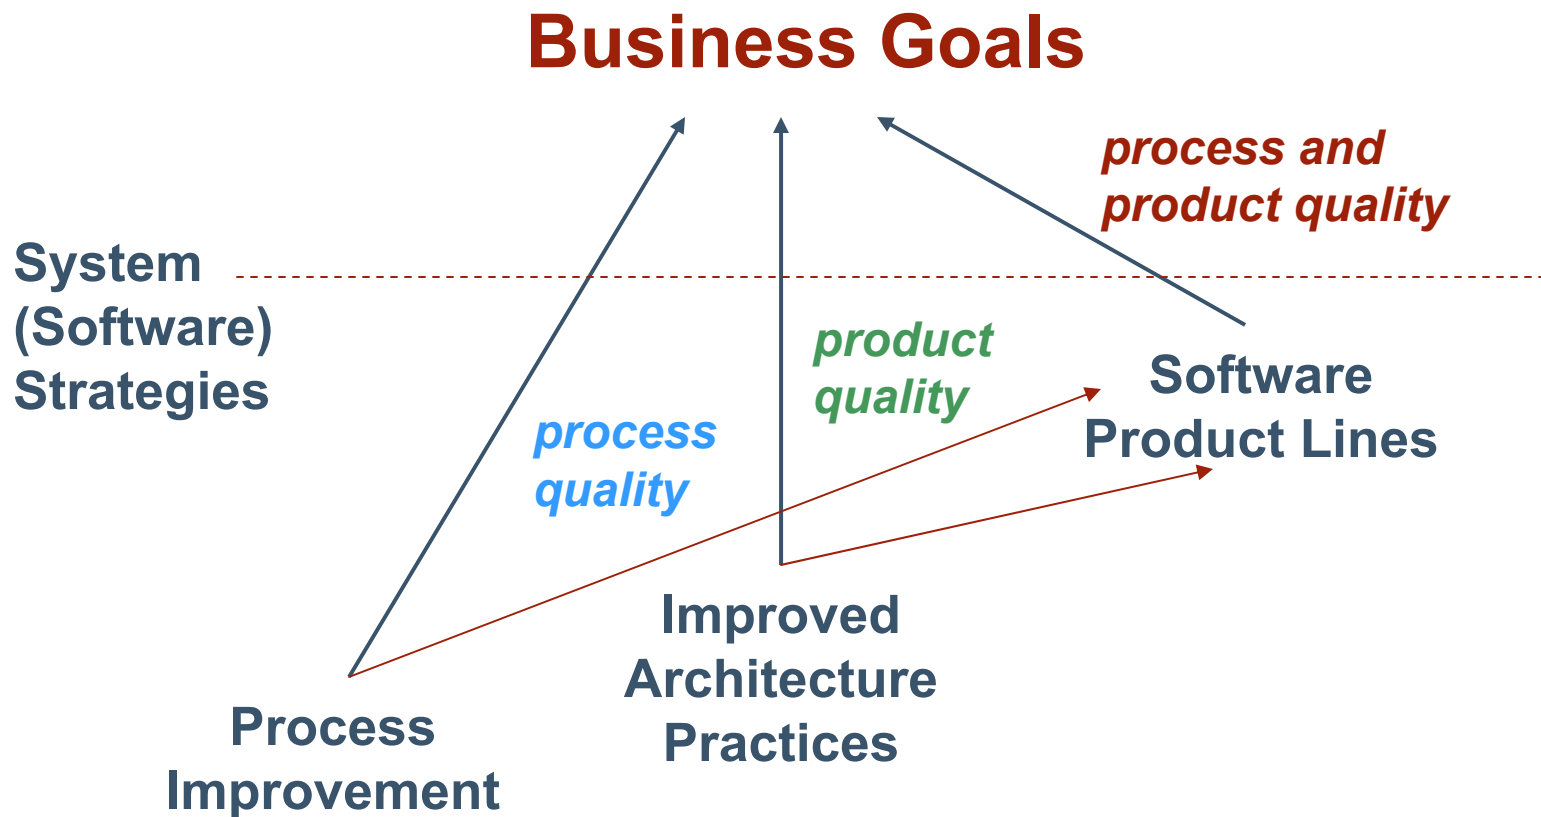 Business Goals
process and
product quality
System
(Software)
Strategies
product
quality
Software
Product Lines
process
quality
Improved
Architecture
Practices
Process
Improvement